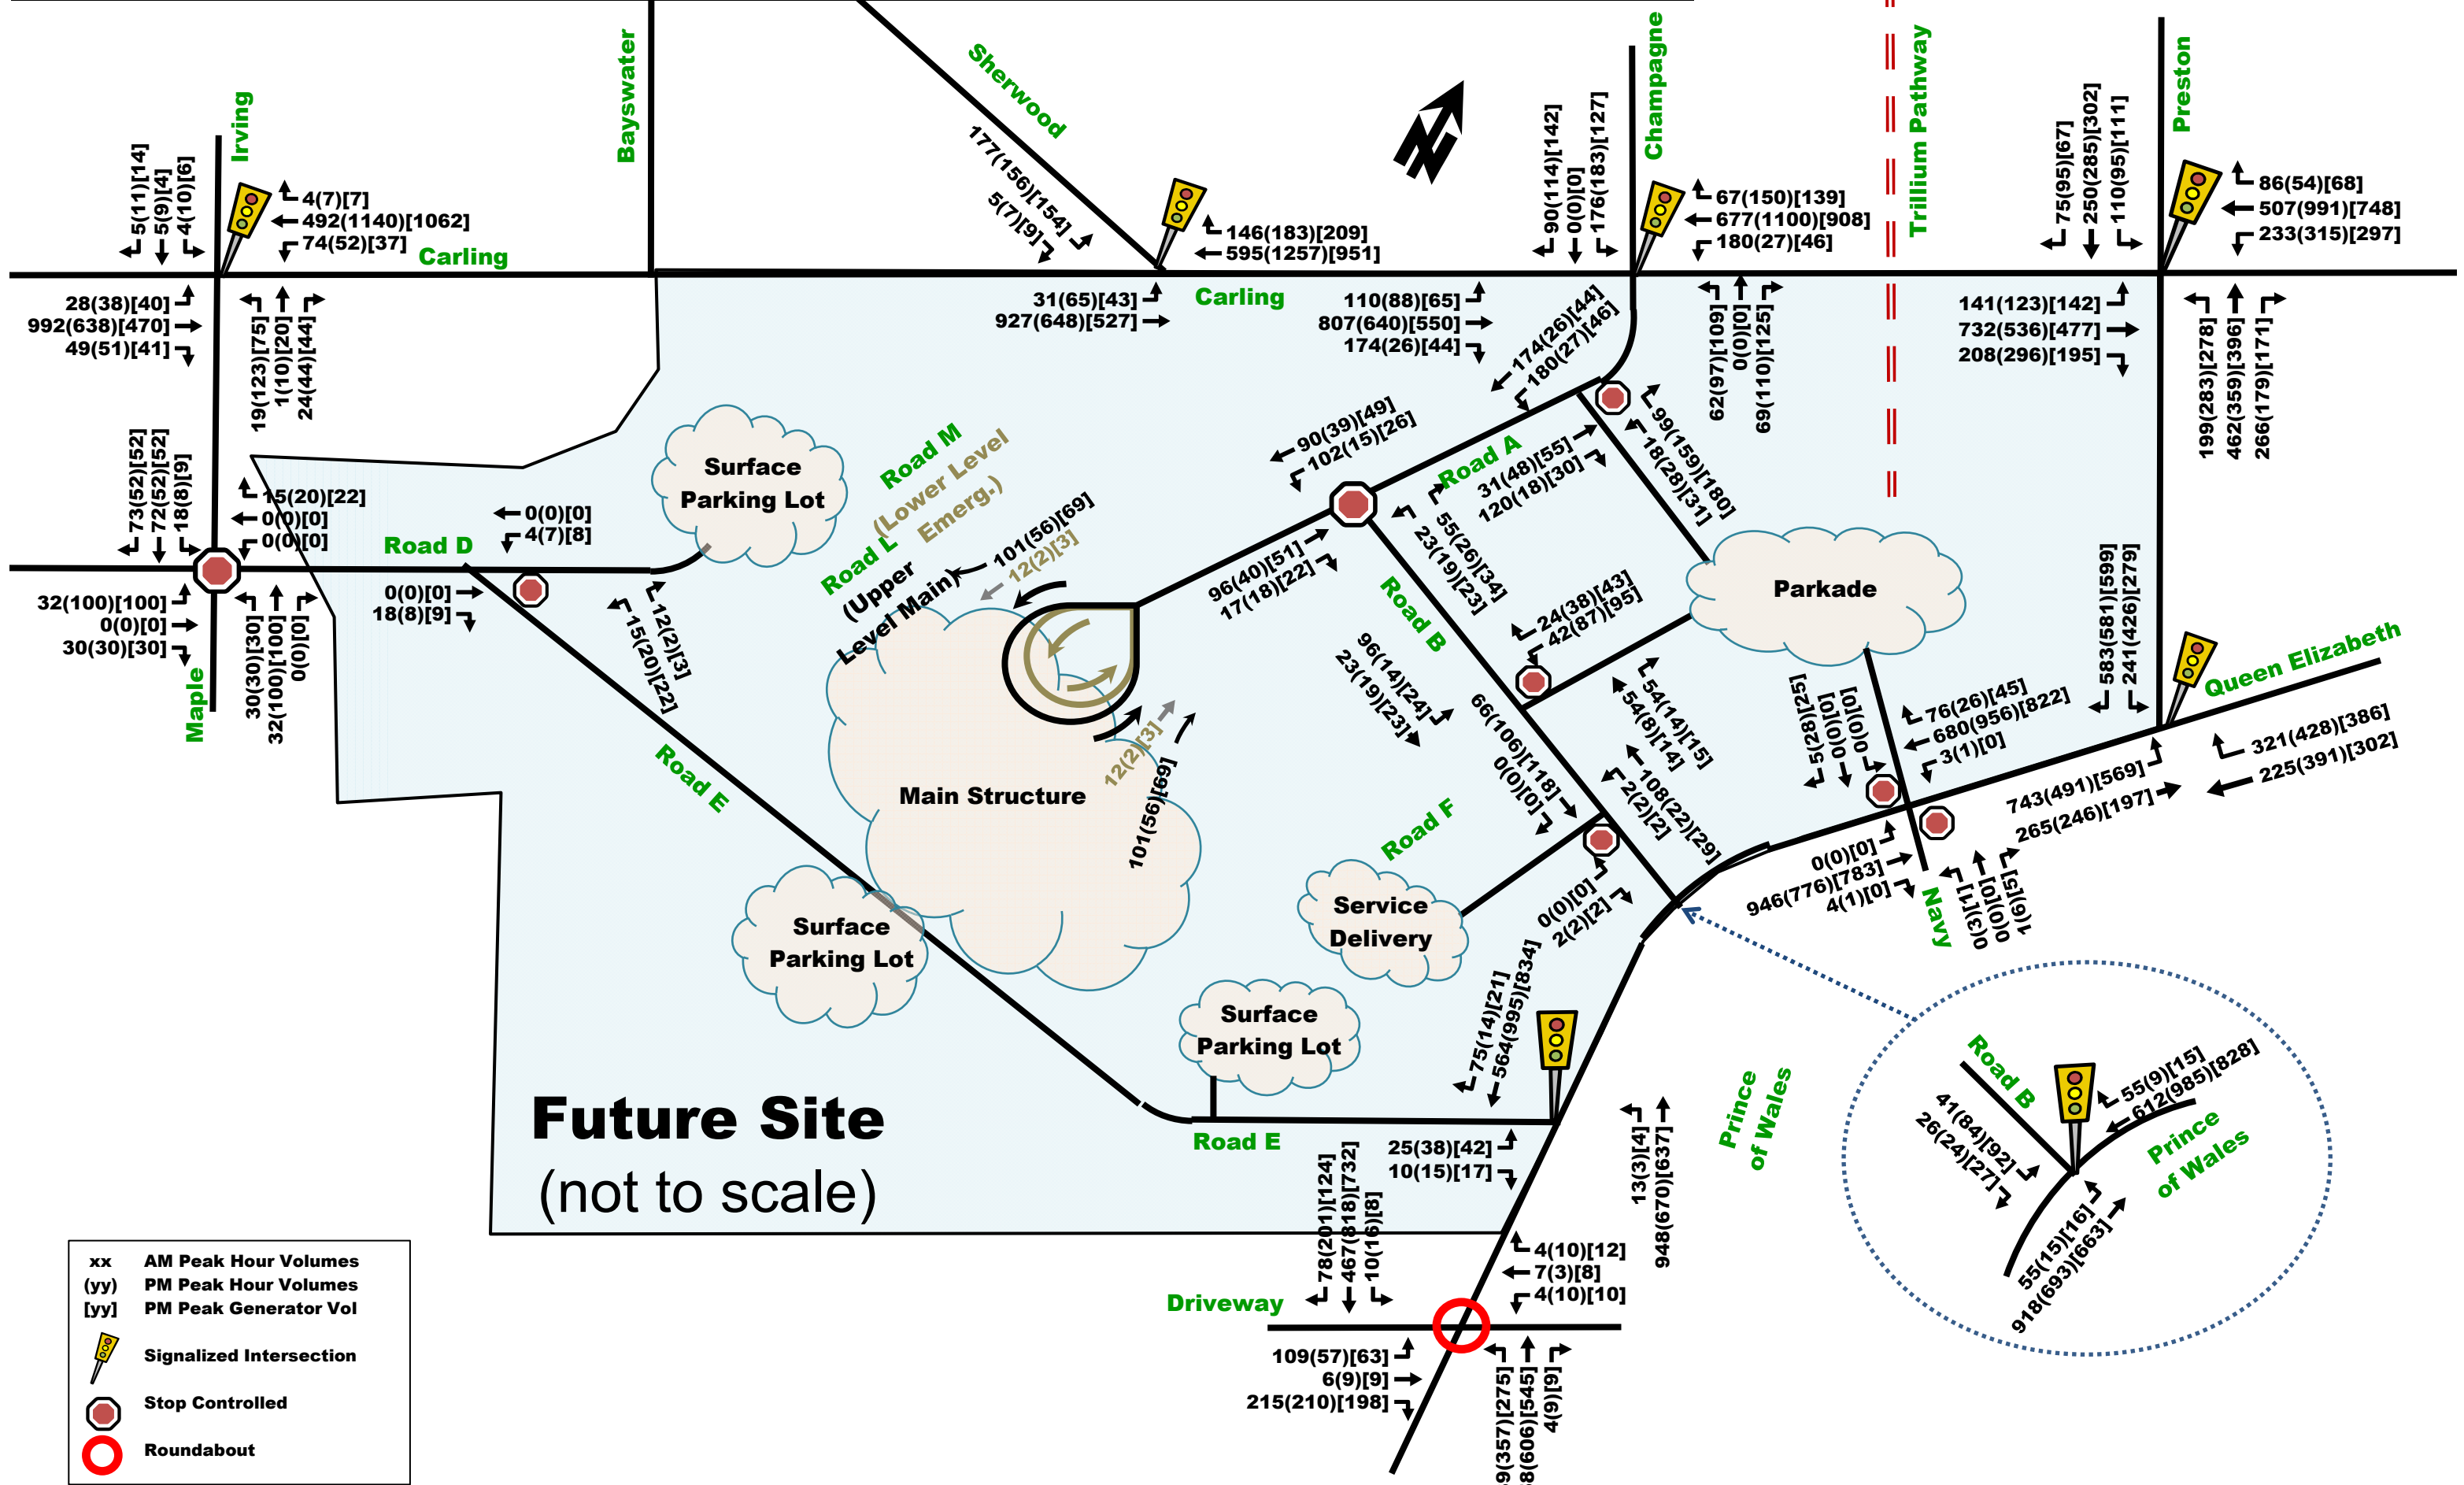 Irving
Bayswater
Sherwood
Champagne
Trillium Pathway
Preston
5(11)[14]
5(9)[4]
4(10)[6]
4(7)[7]
492(1140)[1062]
74(52)[37]
Carling
177(156)[154]
5(7)[9]
146(183)[209]
595(1257)[951]
90(114)[142]
0(0)[0]
176(183)[127]
67(150)[139]
677(1100)[908]
180(27)[46]
75(95)[67]
250(285)[302]
110(95)[111]
86(54)[68]
507(991)[748]
233(315)[297]
28(38)[40]
992(638)[470]
49(51)[41]
19(123)[75]
1(10)[20]
24(44)[44]
31(65)[43]
927(648)[527]
Carling
110(88)[65]
807(640)[550]
174(26)[44]
174(26)[44]
180(27)[46]
62(97)[109]
0(0)[0]
69(110)[125]
141(123)[142]
732(536)[477]
208(296)[195]
199(283)[278]
462(359)[396]
266(179)[171]
73(52)[52]
72(52)[52]
18(8)[9]
15(20)[22]
0(0)[0]
0(0)[0]
Road D
0(0)[0]
4(7)[8]
Surface
Parking Lot
Road M
(Lower Level
Emerg.)
Road L
(Upper
Level Main)
101(56)[69]
12(2)[3]
90(39)[49]
102(15)[26]
Road A
31(48)[55]
120(18)[30]
99(159)[180]
18(28)[31]
55(26)[34]
23(19)[23]
96(40)[51]
17(18)[22]
Road B
24(38)[43]
42(87)[95]
Parkade
32(100)[100]
0(0)[0]
30(30)[30]
Maple
30(30)[30]
32(100)[100]
0(0)[0]
0(0)[0]
18(8)[9]
12(2)[3]
15(20)[22]
Road E
Main Structure
12(2)[3]
101(56)[69]
96(14)[24]
23(19)[23]
66(106)[118]
0(0)[0]
54(14)[15]
54(8)[14]
108(22)[29]
2(2)[2]
5(28)[25]
0(0)[0]
0(0)[0]
76(26)[45]
680(956)[822]
3(1)[0]
583(581)[599]
241(426)[279]
Queen Elizabeth
321(428)[386]
225(391)[302]
743(491)[569]
265(246)[197]
0(0)[0]
946(776)[783]
4(1)[0]
Navy
0(3)[1]
0(0)[0]
1(6)[5]
Road F
Service
Delivery
0(0)[0]
2(2)[2]
Surface
Parking Lot
Surface
Parking Lot
75(14)[21]
564(995)[834]
Future Site
(not to scale)
Road E
25(38)[42]
10(15)[17]
13(3)[4]
948(670)[637]
Prince
of Wales
Road B
55(9)[15]
612(985)[828]
41(84)[92]
26(24)[27]
Prince
of Wales
55(15)[16]
918(693)[663]
78(201)[124]
467(818)[732]
10(16)[8]
4(10)[12]
7(3)[8]
4(10)[10]
Driveway
109(57)[63]
6(9)[9]
215(210)[198]
9(357)[275]
8(606)[545]
4(9)[9]
xx AM Peak Hour Volumes
(yy) PM Peak Hour Volumes
[yy] PM Peak Generator Vol
Signalized Intersection
Stop Controlled
Roundabout